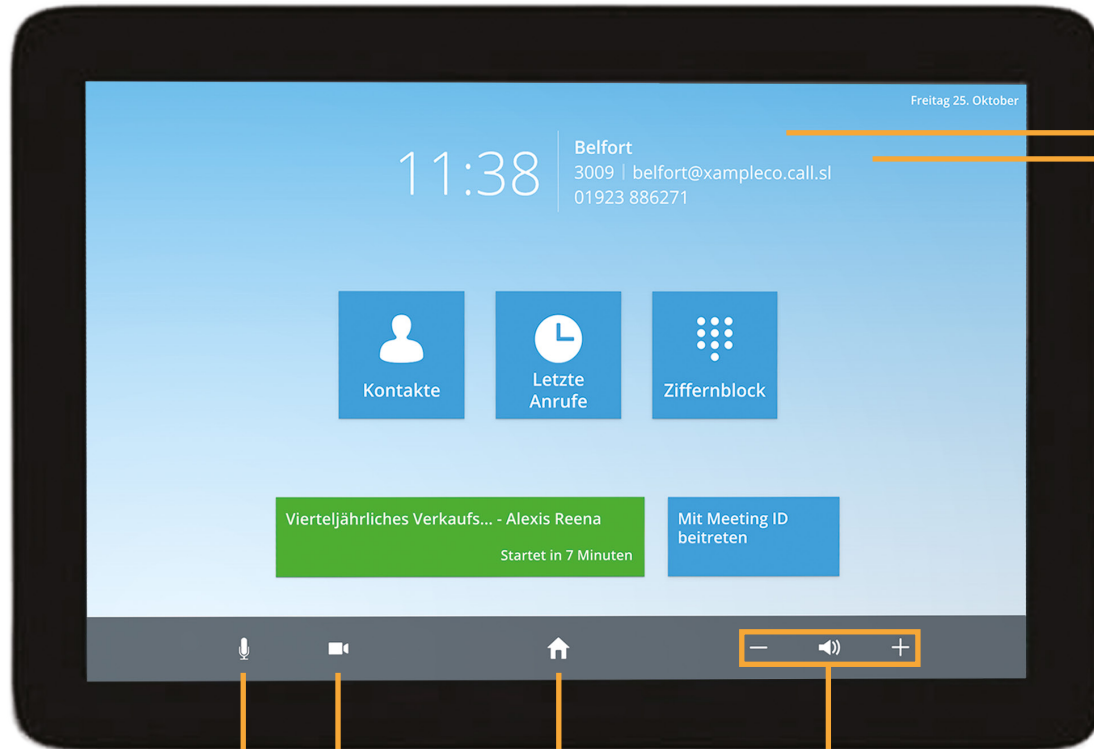 Freitag 25. Oktober
11:38
Belfort
3009 | belfort@xampleco.call.sl
01923 886271
Kontakte
Letzte
Anrufe
Ziffernblock
Vierteljährliches Verkaufs... - Alexis Reena
Startet in 7 Minuten
Mit Meeting ID
beitreten